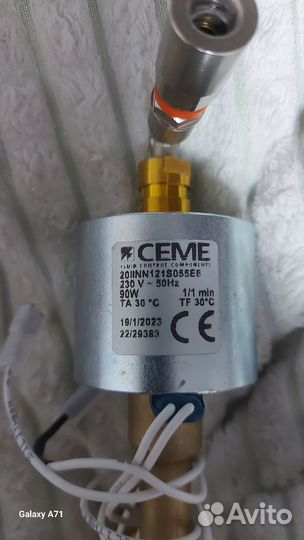 CEME
FLUID CONTROL COMPONENTS
20IINN121S055E6
230 V ~ 50Hz
90W 1/1 min
TA 30 °C TF 30°C
19/1/2023
22/29383 CE
Galaxy A71
Avito